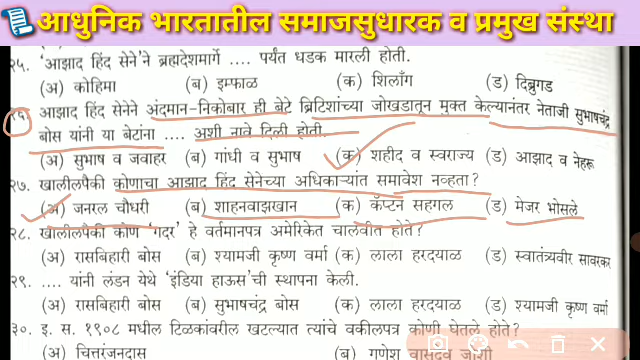 आधुनिक भारतातील समाजसुधारक व प्रमुख संस्था
२५. 'आझाद हिंद सेने'ने ब्रह्मदेशमार्गे .... पर्यंत धडक मारली होती.
(अ) कोहिमा (ब) इम्फाळ (क) शिलाँग (ड) दिब्रुगड
२६. आझाद हिंद सेनेने अंदमान-निकोबार ही बेटे ब्रिटिशांच्या जोखडातून मुक्त केल्यानंतर नेताजी सुभाषचंद्र
बोस यांनी या बेटांना .... अशी नावे दिली होती.
(अ) सुभाष व जवाहर (ब) गांधी व सुभाष (क) शहीद व स्वराज्य (ड) आझाद व नेहरू
२७. खालीलपैकी कोणाचा आझाद हिंद सेनेच्या अधिकाऱ्यांत समावेश नव्हता?
(अ) जनरल चौधरी (ब) शाहनवाझखान (क) कॅप्टन सहगल (ड) मेजर भोसले
२८. खालीलपैकी कोण 'गदर' हे वर्तमानपत्र अमेरिकेत चालवीत होते?
(अ) रासबिहारी बोस (ब) श्यामजी कृष्ण वर्मा (क) लाला हरदयाळ (ड) स्वातंत्र्यवीर सावरकर
२९. .... यांनी लंडन येथे 'इंडिया हाऊस'ची स्थापना केली.
(अ) रासबिहारी बोस (ब) सुभाषचंद्र बोस (क) लाला हरदयाळ (ड) श्यामजी कृष्ण वर्मा
३०. इ. स. १९०८ मधील टिळकांवरील खटल्यात त्यांचे वकीलपत्र कोणी घेतले होते?
(अ) चित्तरंजनदास (ब) गणेश वासुदेव जोशी